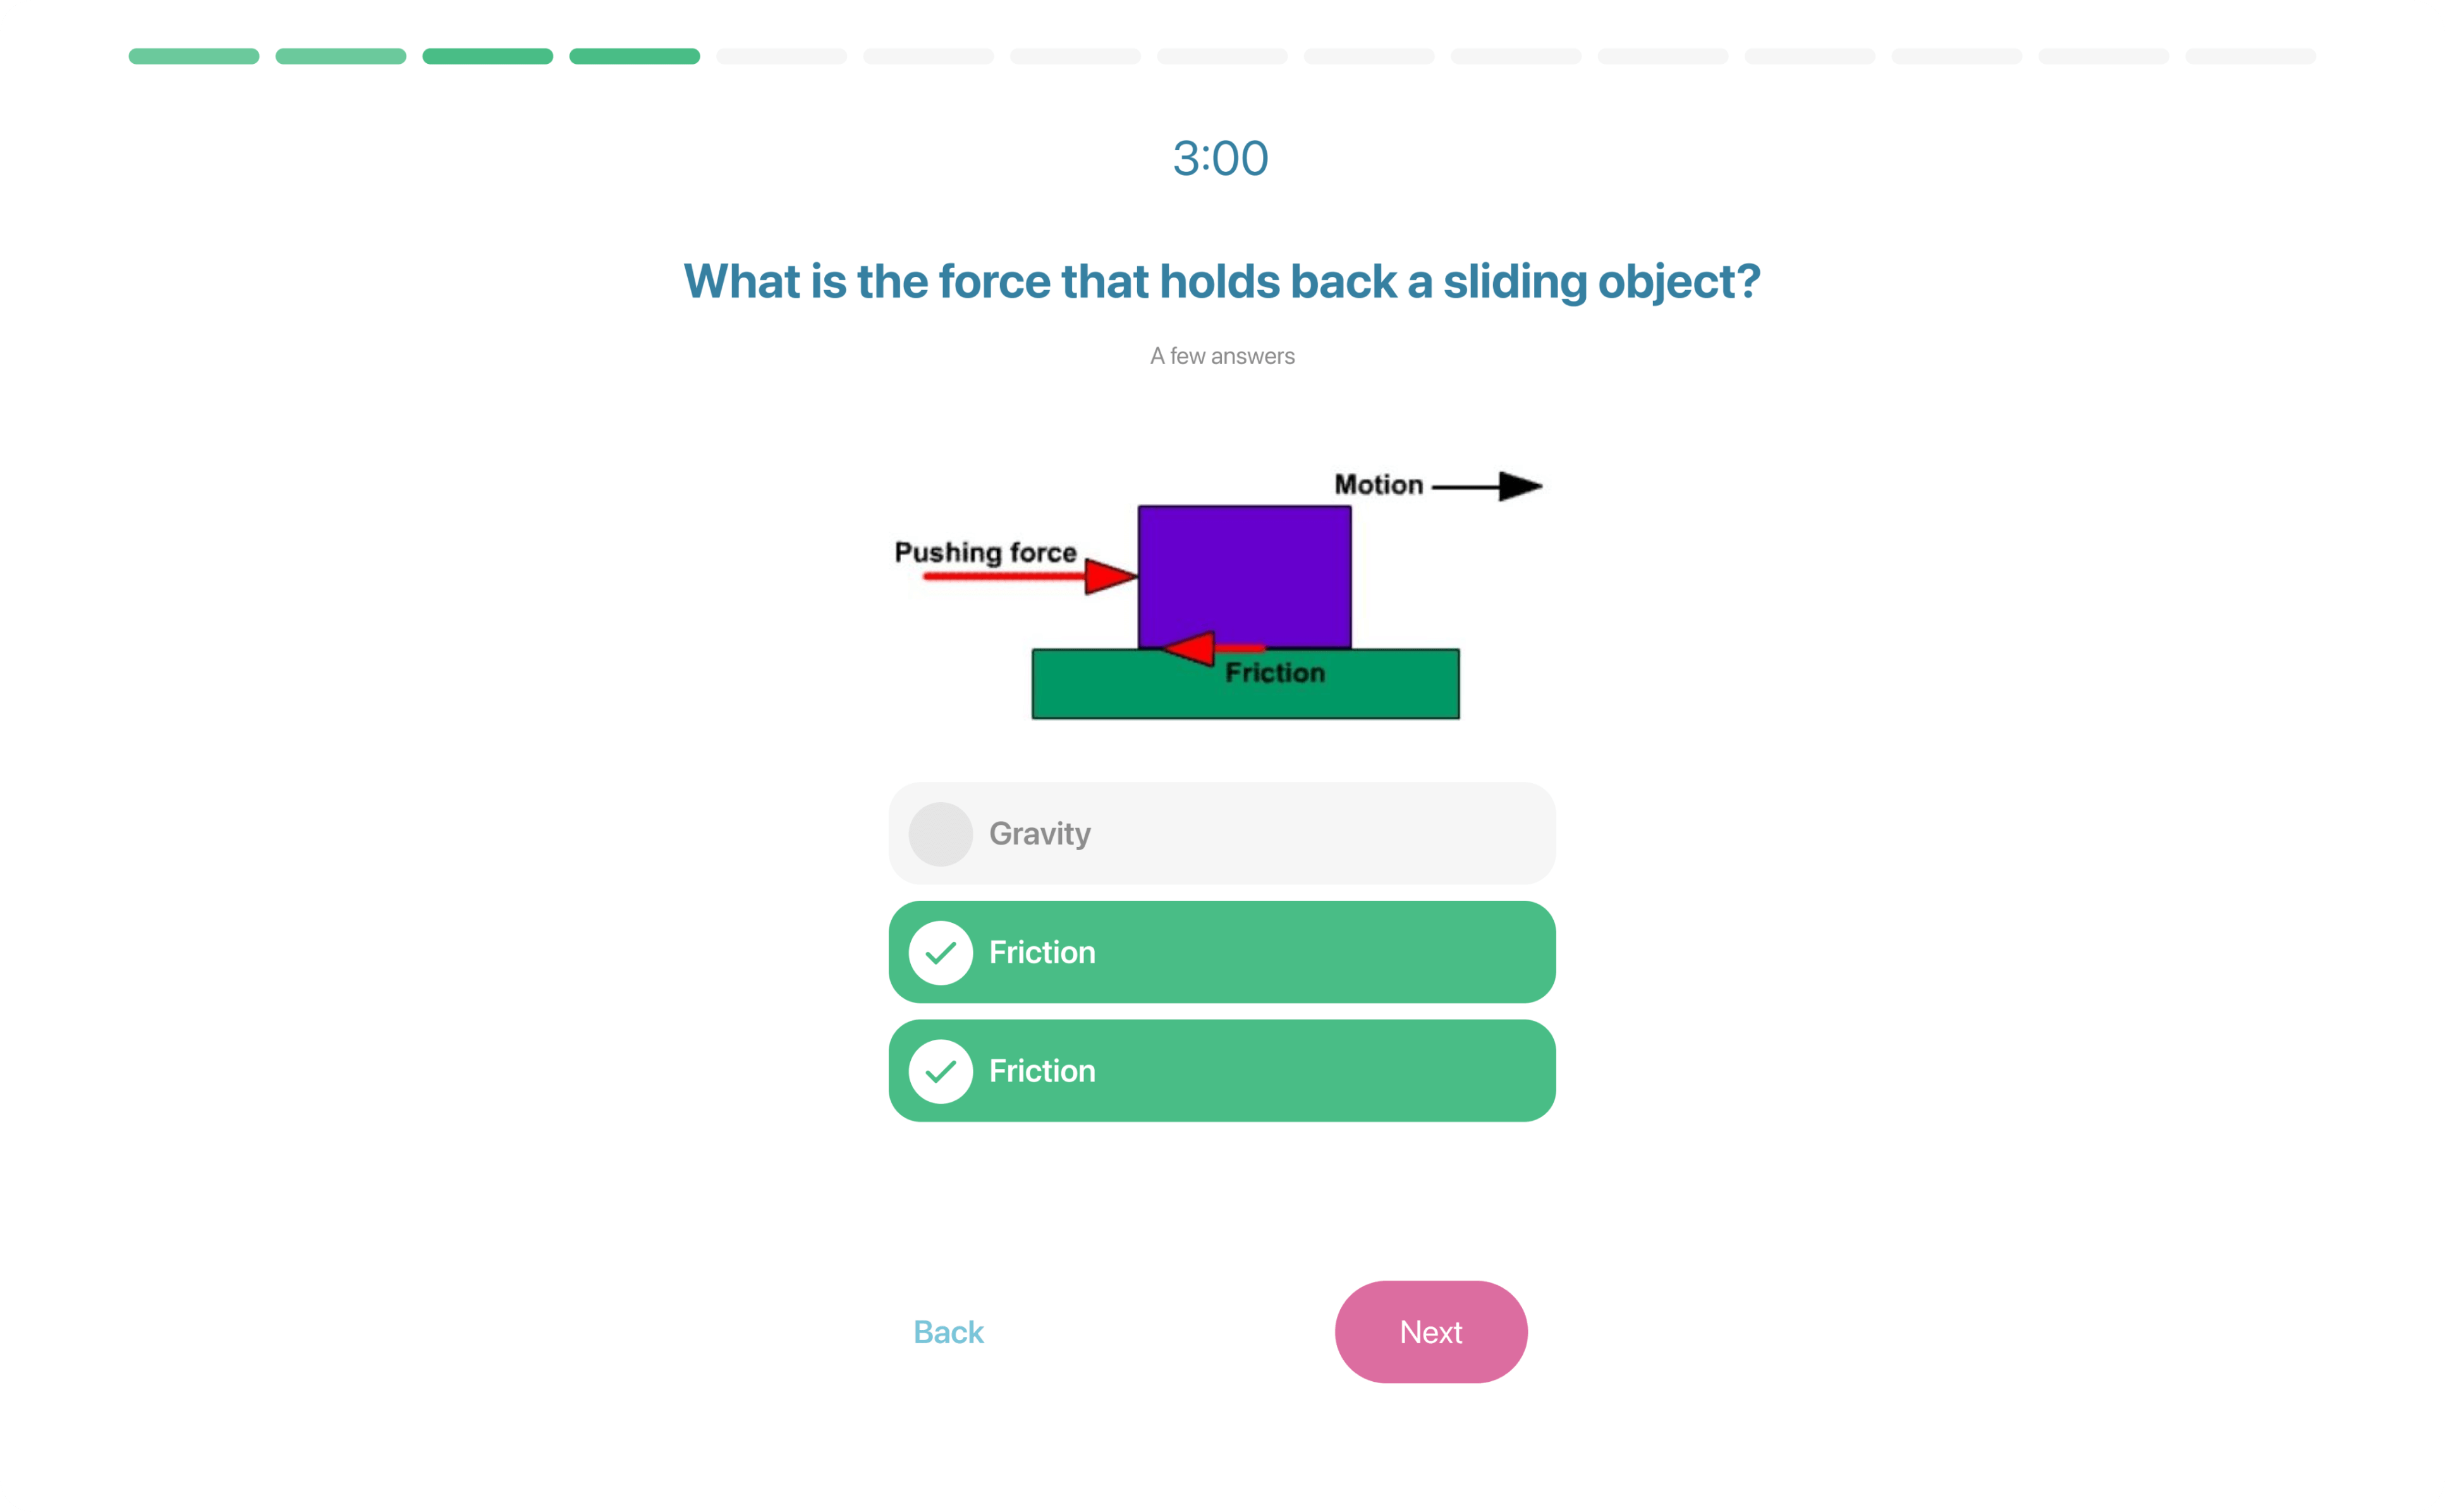 3:00
What is the force that holds back a sliding object?
A few answers
Motion
Pushing force
Friction
Gravity
Friction
Friction
Back
Next